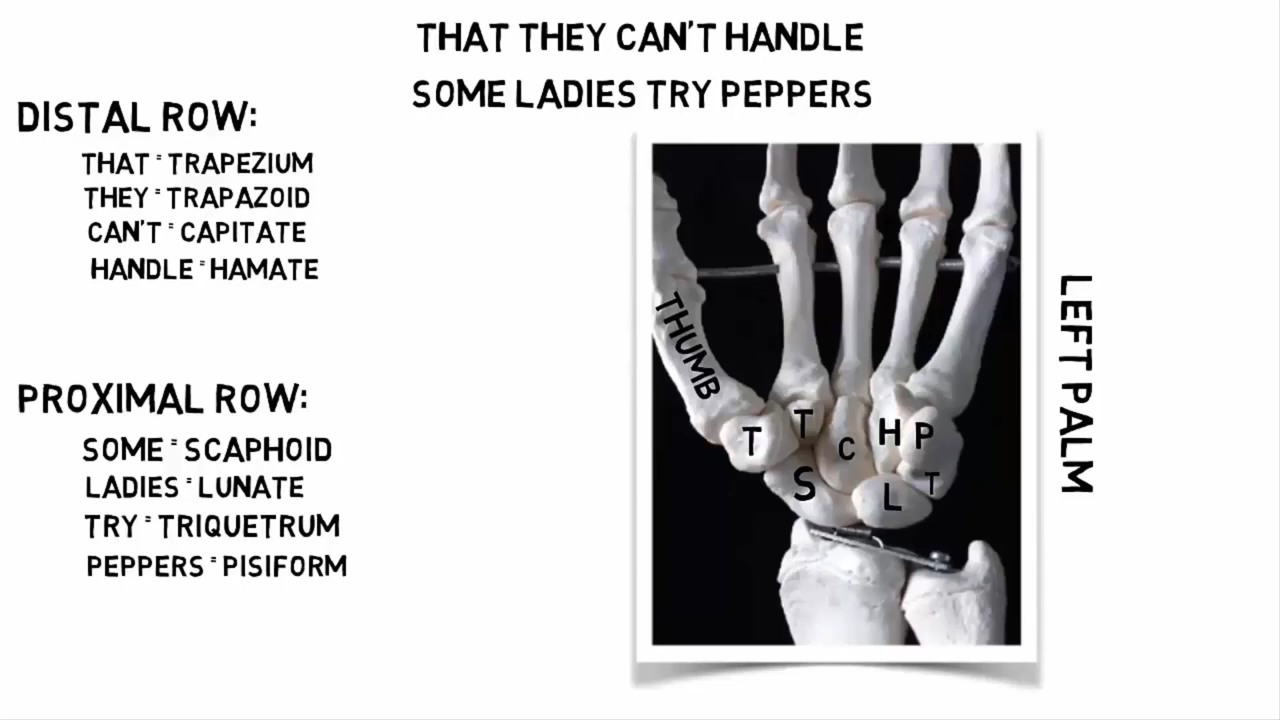 THAT THEY CAN'T HANDLE
SOME LADIES TRY PEPPERS
DISTAL ROW:
THAT = TRAPEZIUM
THEY = TRAPAZOID
CAN'T = CAPITATE
HANDLE = HAMATE
PROXIMAL ROW:
SOME = SCAPHOID
LADIES = LUNATE
TRY = TRIQUETRUM
PEPPERS = PISIFORM
THUMB
T
T
C
H
P
S
L
T
LEFT PALM